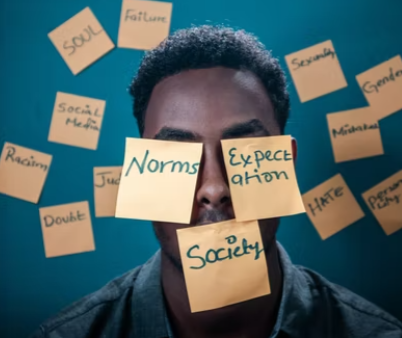 Failure
SOUL
Sexuality
Gender
Social
Media
Mistakes
Norms
Expect
ation
Racism
HATE
Doubt
Society